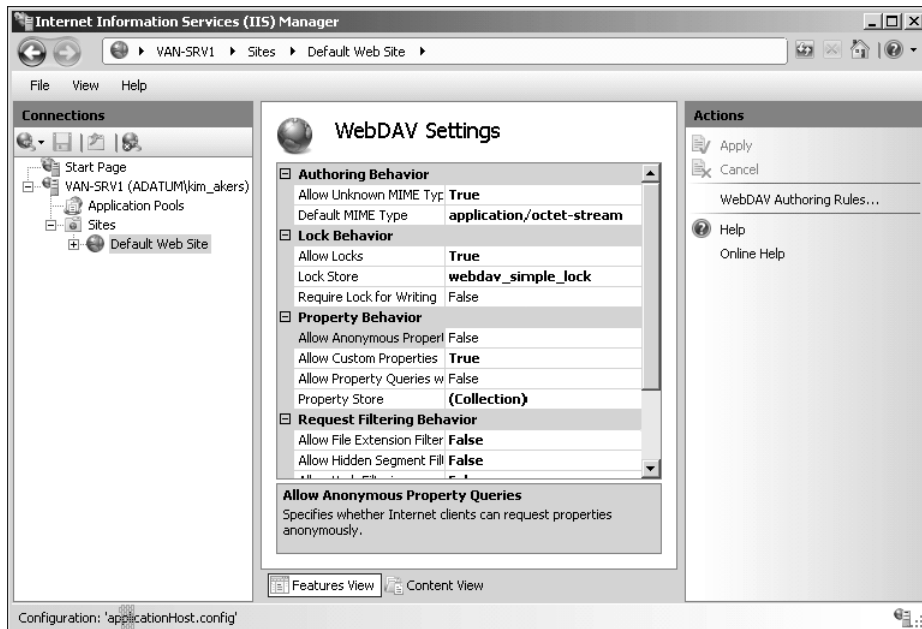 Internet Information Services (IIS) Manager
VAN-SRV1 Sites Default Web Site
File View Help
Connections
Start Page
VAN-SRV1 (ADATUM\kim_akers)
Application Pools
Sites
Default Web Site
WebDAV Settings
Authoring Behavior
Allow Unknown MIME Typ True
Default MIME Type application/octet-stream
Lock Behavior
Allow Locks True
Lock Store webdav_simple_lock
Require Lock for Writing False
Property Behavior
Allow Anonymous Propert False
Allow Custom Properties True
Allow Property Queries w False
Property Store (Collection)
Request Filtering Behavior
Allow File Extension Filter False
Allow Hidden Segment Fil False
Allow Anonymous Property Queries
Specifies whether Internet clients can request properties
anonymously.
Features View Content View
Actions
Apply
Cancel
WebDAV Authoring Rules...
Help
Online Help
Configuration: 'applicationHost.config'